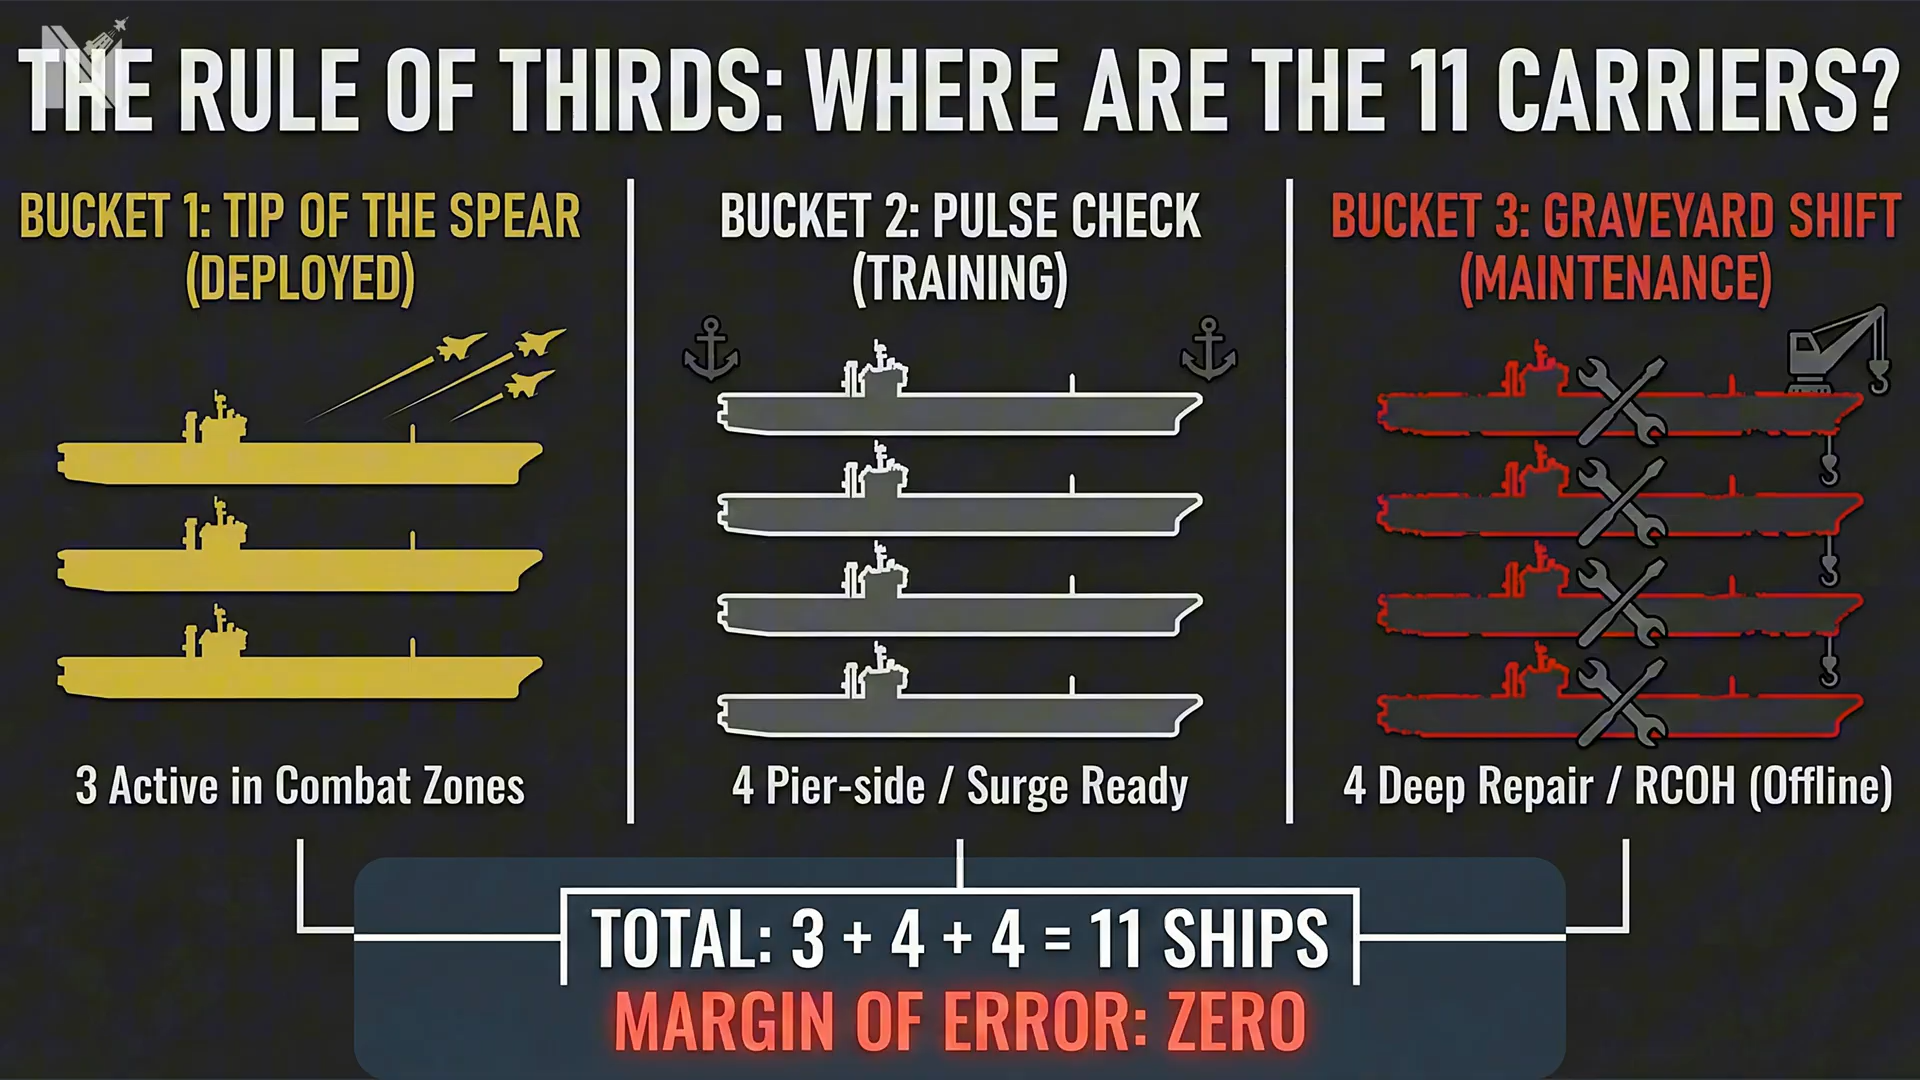 THE RULE OF THIRDS: WHERE ARE THE 11 CARRIERS?
BUCKET 1: TIP OF THE SPEAR
(DEPLOYED)
3 Active in Combat Zones
BUCKET 2: PULSE CHECK
(TRAINING)
4 Pier-side / Surge Ready
BUCKET 3: GRAVEYARD SHIFT
(MAINTENANCE)
4 Deep Repair / RCOH (Offline)
TOTAL: 3 + 4 + 4 = 11 SHIPS
MARGIN OF ERROR: ZERO
N